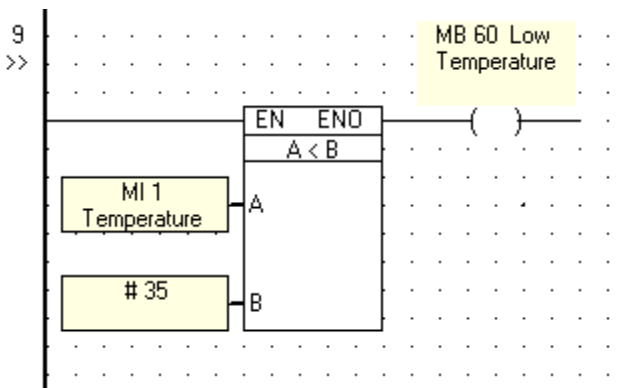 9
>>
MB 60 Low
Temperature
EN ENO
A < B
MI 1
Temperature
A
# 35
B